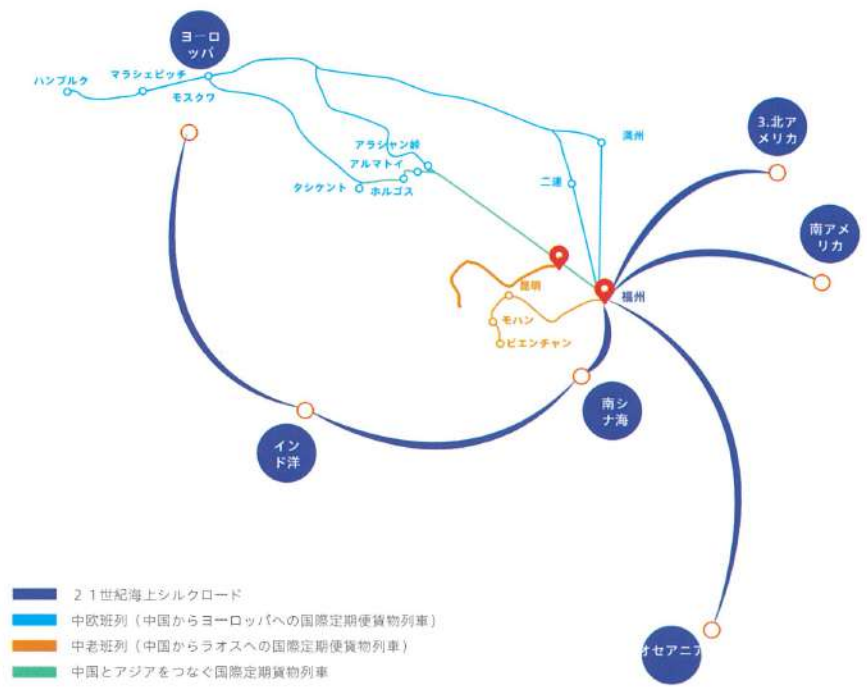 ヨーロ
ッパ
ハンブルク
マラシェビッチ
モスクワ
3.北ア
メリカ
満州
アラシャン峠
アルマトイ
タシケント
ホルゴス
二連
南アメ
リカ
昆明
福州
モハン
ビエンチャン
南シ
ナ海
イン
ド洋
21世紀海上シルクロード
中欧班列(中国からヨーロッパへの国際定期便貨物列車)
中老班列(中国からラオスへの国際定期便貨物列車)
中国とアジアをつなぐ国際定期貨物列車
オセアニア